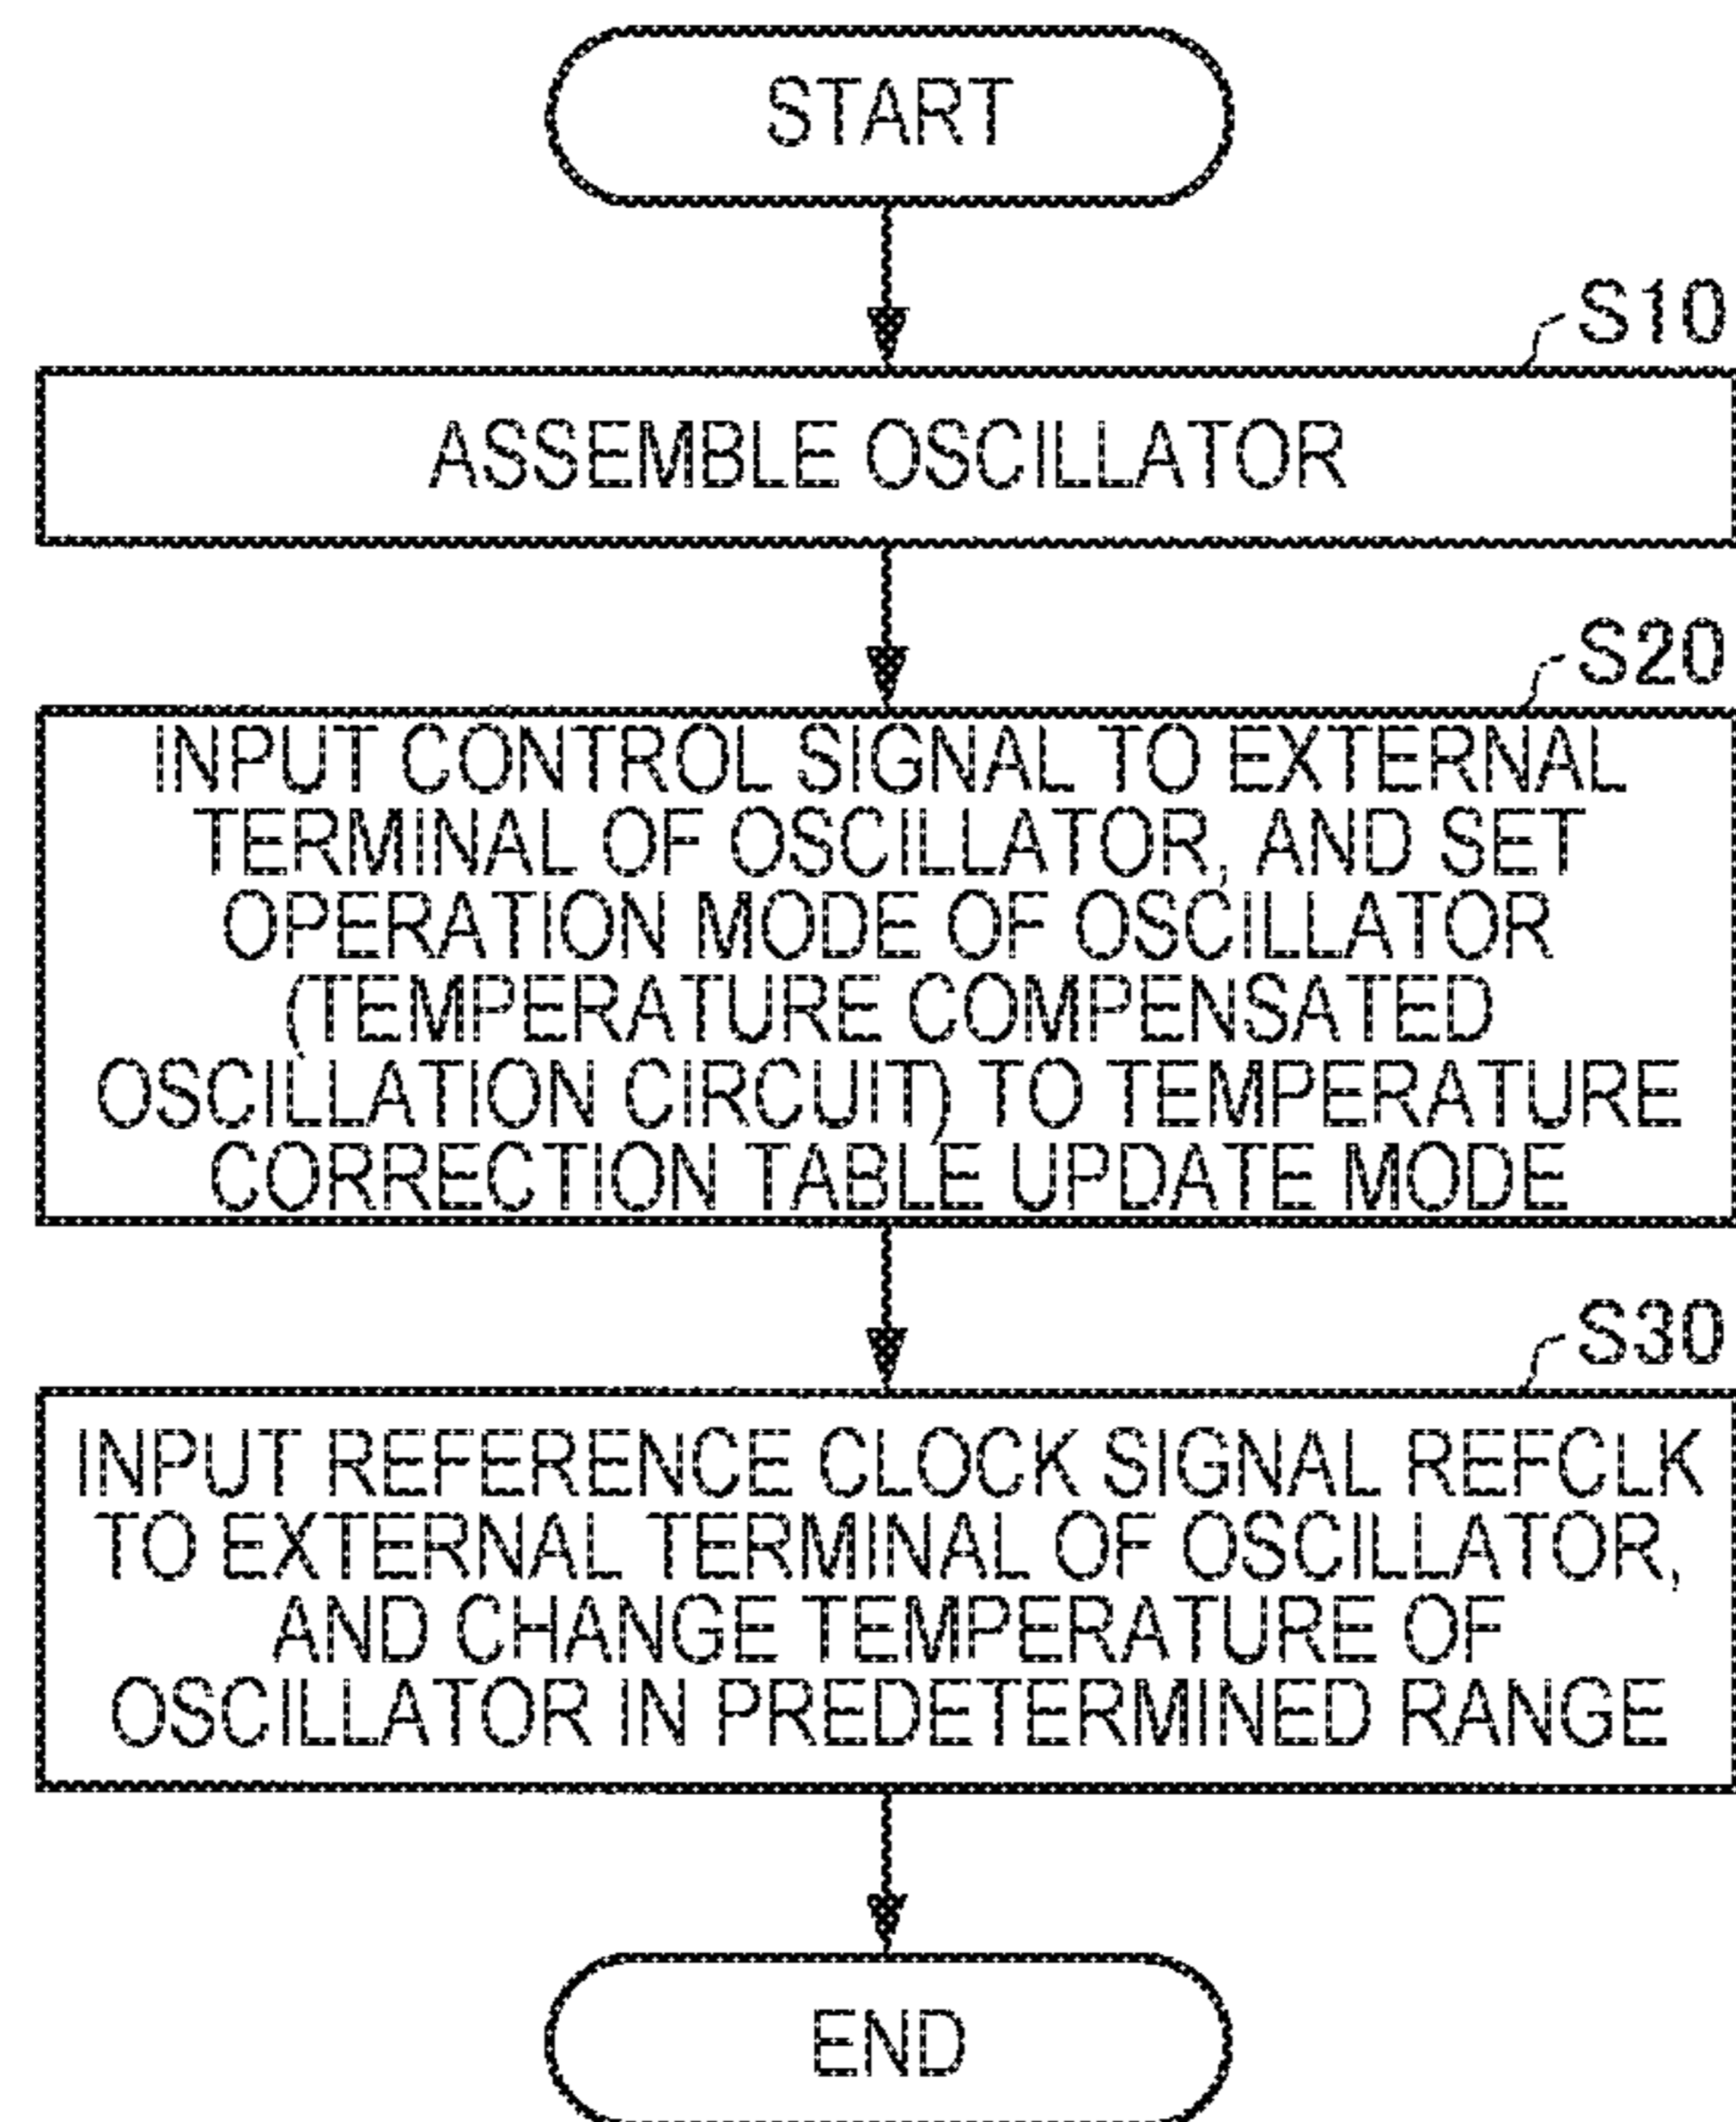 START
S10
ASSEMBLE OSCILLATOR
S20
INPUT CONTROL SIGNAL TO EXTERNAL
TERMINAL OF OSCILLATOR, AND SET
OPERATION MODE OF OSCILLATOR
(TEMPERATURE COMPENSATED
OSCILLATION CIRCUIT) TO TEMPERATURE
CORRECTION TABLE UPDATE MODE
S30
INPUT REFERENCE CLOCK SIGNAL REFCLK
TO EXTERNAL TERMINAL OF OSCILLATOR,
AND CHANGE TEMPERATURE OF
OSCILLATOR IN PREDETERMINED RANGE
END